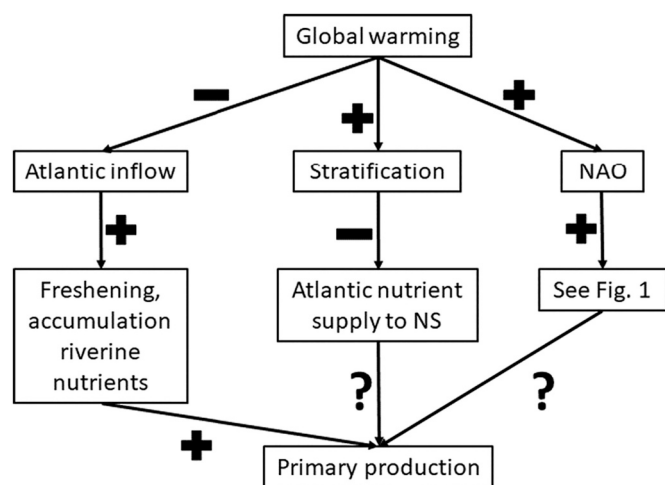 Global warming
− + +
Atlantic inflow Stratification NAO
+ − +
Freshening,
accumulation
riverine
nutrients
Atlantic nutrient
supply to NS
See Fig. 1
? ?
+
Primary production